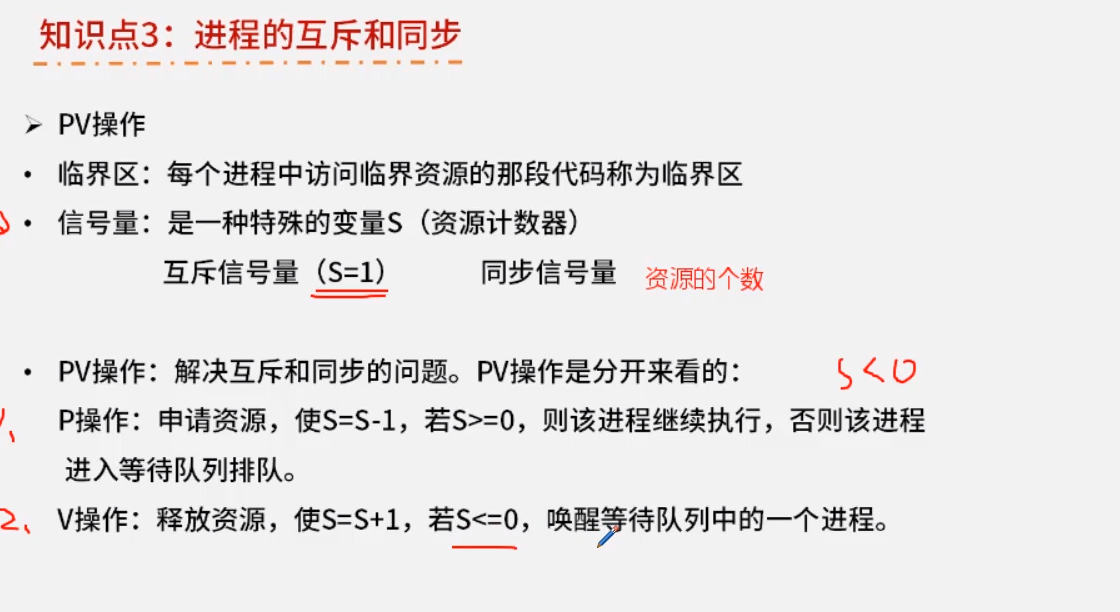 知识点3：进程的互斥和同步
➢ PV操作
• 临界区：每个进程中访问临界资源的那段代码称为临界区
• 信号量：是一种特殊的变量S（资源计数器）
互斥信号量（S=1） 同步信号量 资源的个数
• PV操作：解决互斥和同步的问题。PV操作是分开来看的： S<0
1、 P操作：申请资源，使S=S-1，若S>=0，则该进程继续执行，否则该进程
进入等待队列排队。
2、 V操作：释放资源，使S=S+1，若S<=0，唤醒等待队列中的一个进程。